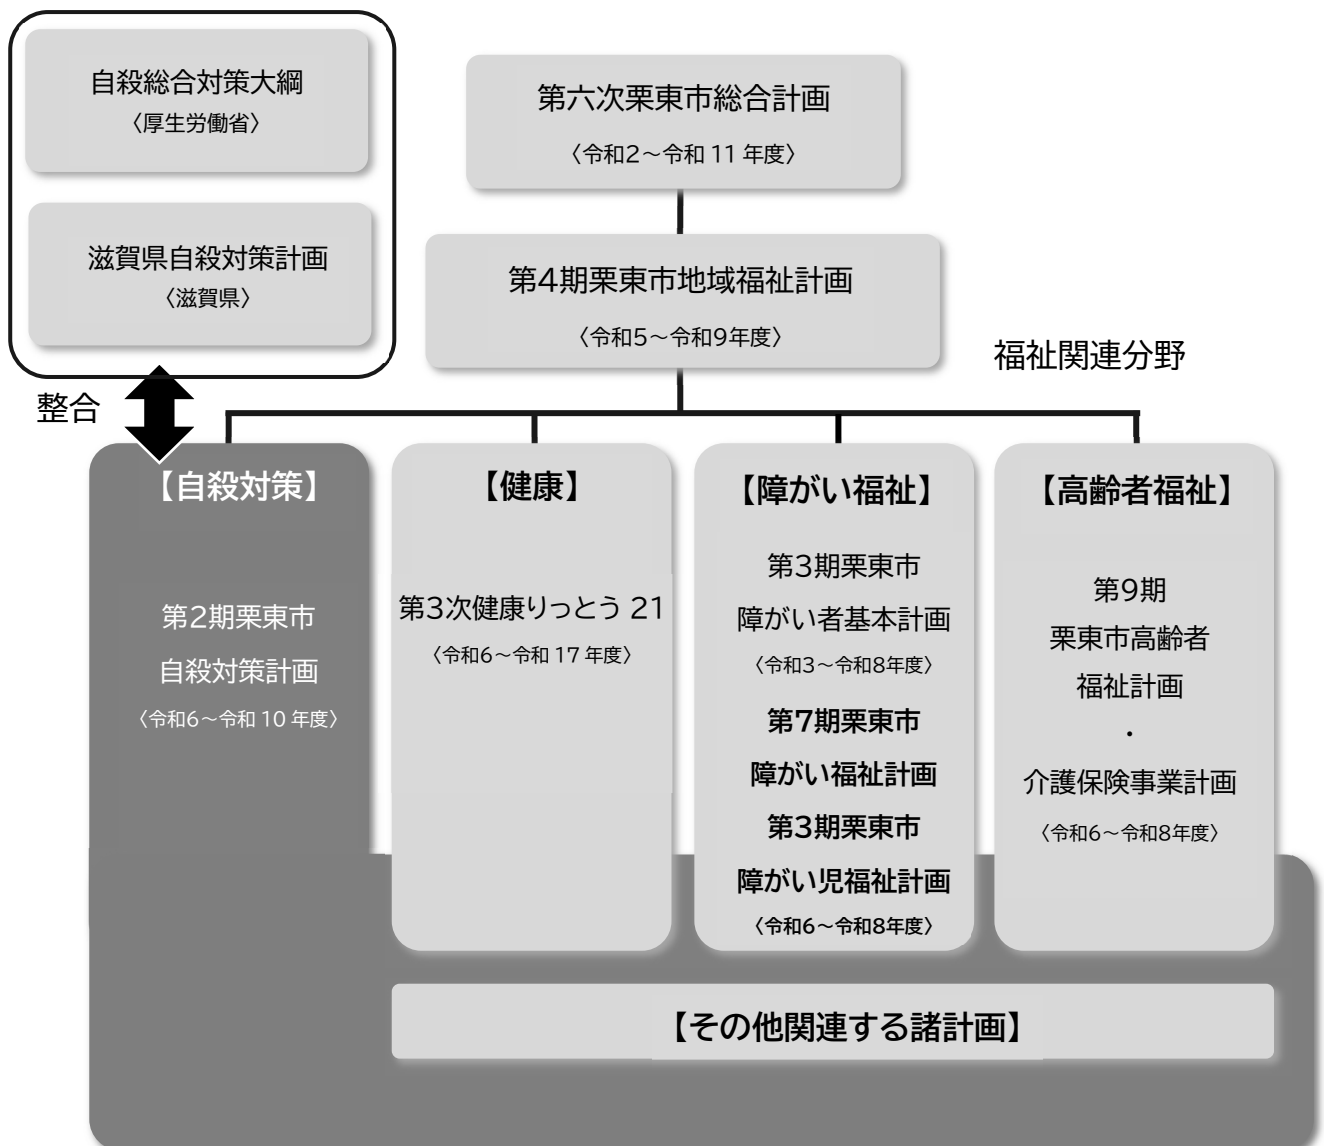 自殺総合対策大綱
〈厚生労働省〉
滋賀県自殺対策計画
〈滋賀県〉
第六次栗東市総合計画
〈令和2～令和 11 年度〉
第4期栗東市地域福祉計画
〈令和5～令和9年度〉
福祉関連分野
整合
【自殺対策】
第2期栗東市
自殺対策計画
〈令和6～令和 10 年度〉
【健康】
第3次健康りっとう 21
〈令和6～令和 17 年度〉
【障がい福祉】
第3期栗東市
障がい者基本計画
〈令和3～令和8年度〉
第7期栗東市
障がい福祉計画
第3期栗東市
障がい児福祉計画
〈令和6～令和8年度〉
【高齢者福祉】
第9期
栗東市高齢者
福祉計画
・
介護保険事業計画
〈令和6～令和8年度〉
【その他関連する諸計画】